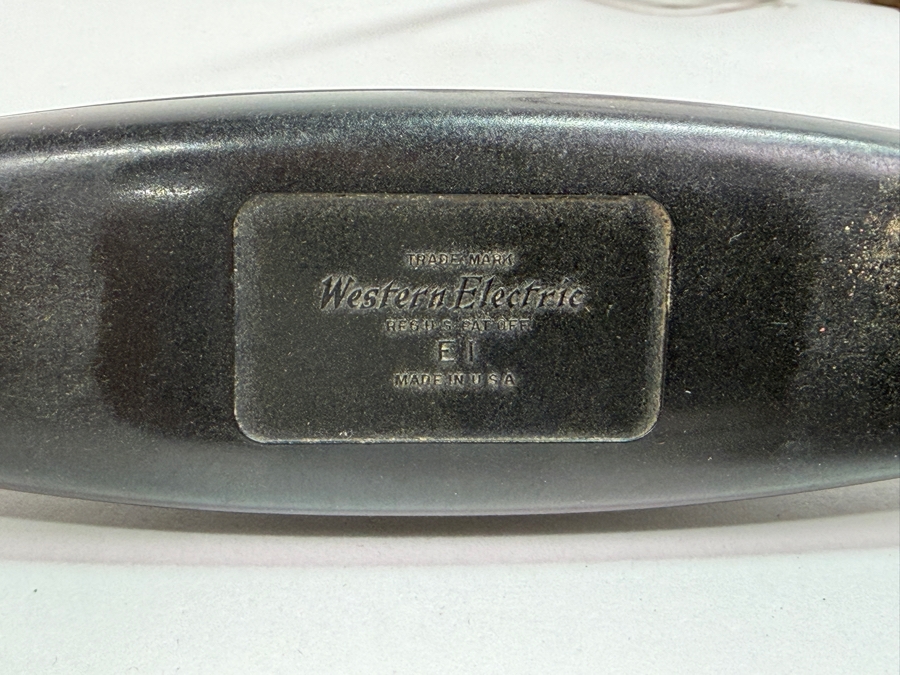 TRADE MARK
Western Electric
REG U.S. PAT OFF
E1
MADE IN U S A